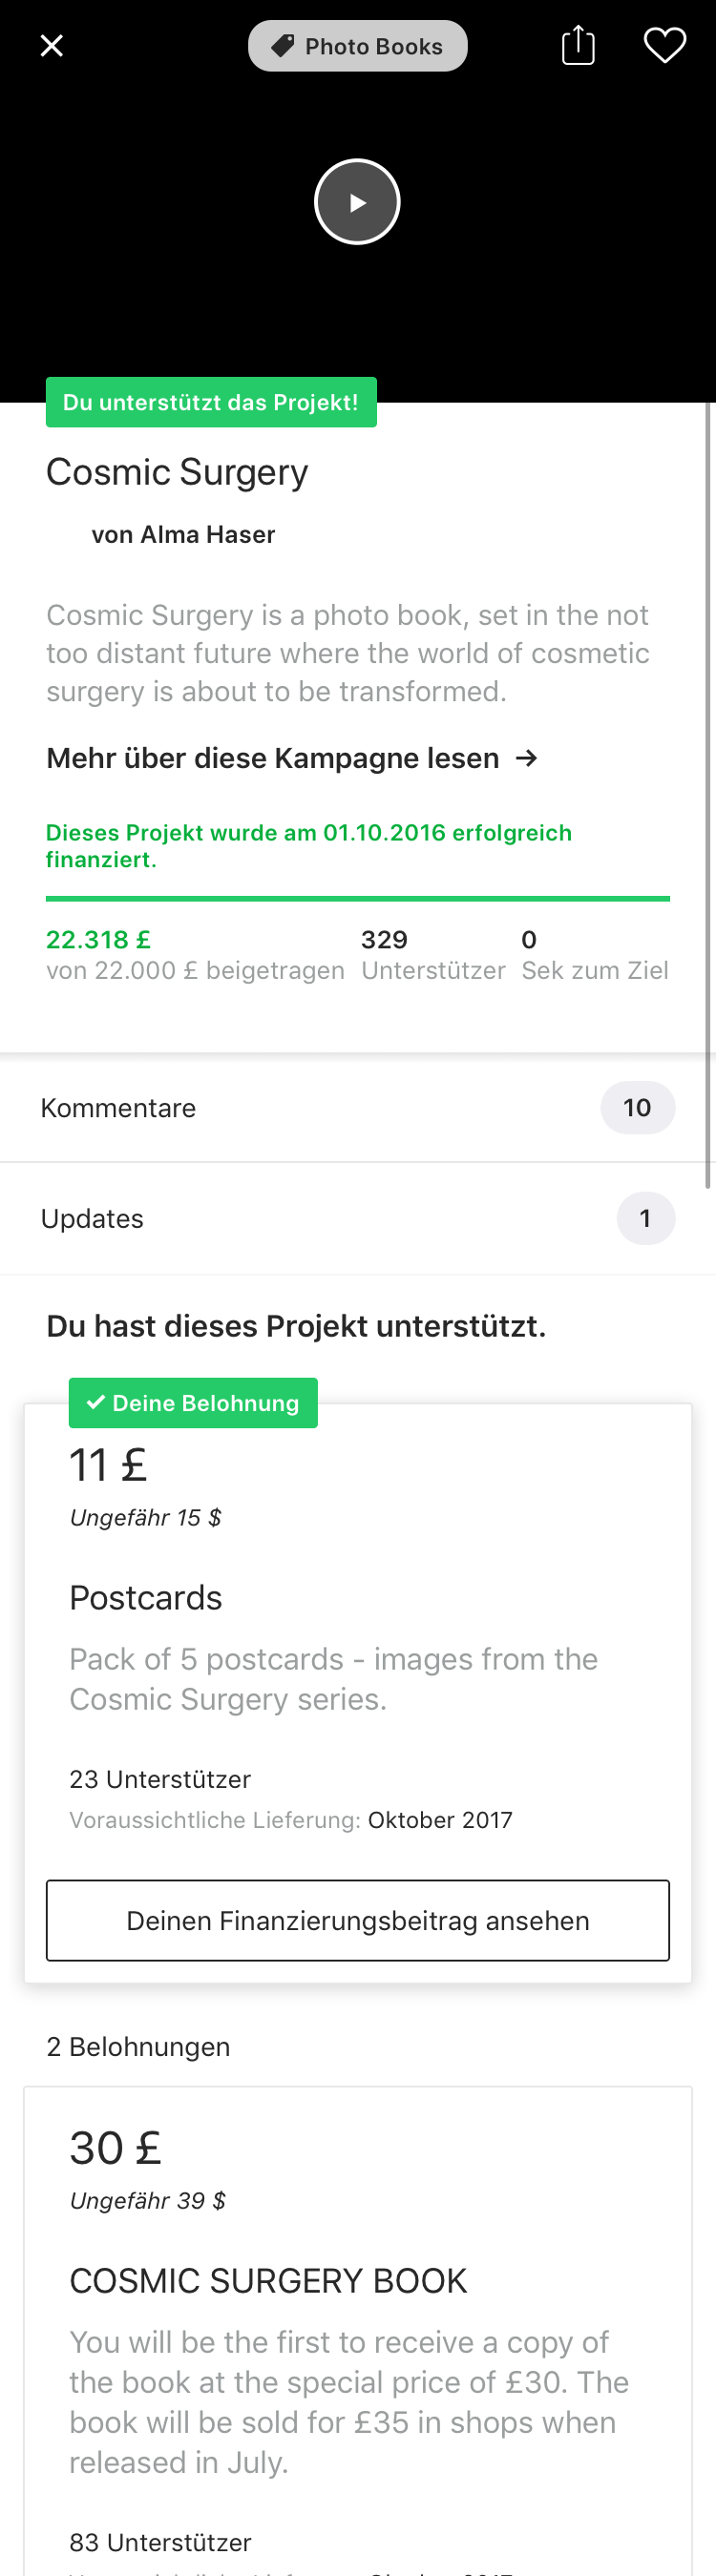 Photo Books
Du unterstützt das Projekt!
Cosmic Surgery
von Alma Haser
Cosmic Surgery is a photo book, set in the not
too distant future where the world of cosmetic
surgery is about to be transformed.
Mehr über diese Kampagne lesen →
Dieses Projekt wurde am 01.10.2016 erfolgreich
finanziert.
22.318 £
von 22.000 £ beigetragen
329
Unterstützer
0
Sek zum Ziel
Kommentare
10
Updates
1
Du hast dieses Projekt unterstützt.
✓ Deine Belohnung
11 £
Ungefähr 15 $
Postcards
Pack of 5 postcards - images from the
Cosmic Surgery series.
23 Unterstützer
Voraussichtliche Lieferung: Oktober 2017
Deinen Finanzierungsbeitrag ansehen
2 Belohnungen
30 £
Ungefähr 39 $
COSMIC SURGERY BOOK
You will be the first to receive a copy of
the book at the special price of £30. The
book will be sold for £35 in shops when
released in July.
83 Unterstützer